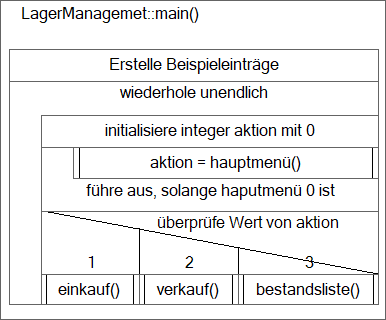 LagerManagemet::main()
Erstelle Beispieleinträge
wiederhole unendlich
initialisiere integer aktion mit 0
aktion = hauptmenü()
führe aus, solange haputmenü 0 ist
überprüfe Wert von aktion
1 2 3
einkauf() verkauf() bestandsliste()